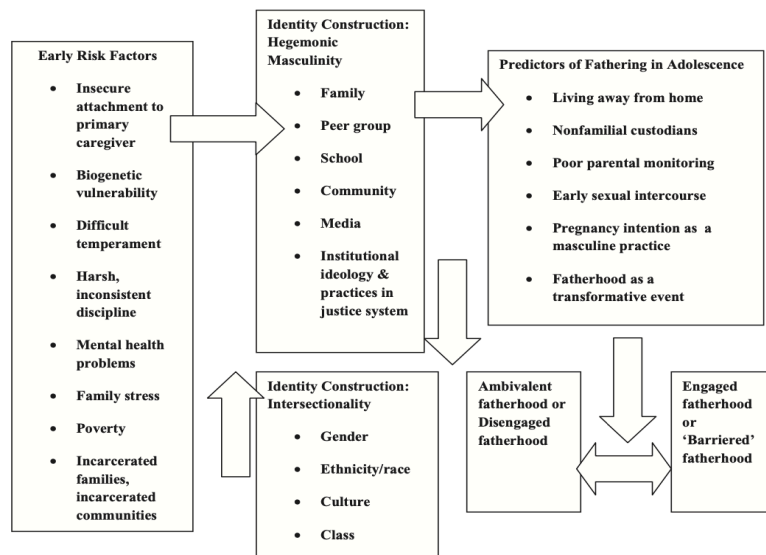 Early Risk Factors
• Insecure
attachment to
primary
caregiver
• Biogenetic
vulnerability
• Difficult
temperament
• Harsh,
inconsistent
discipline
• Mental health
problems
• Family stress
• Poverty
• Incarcerated
families,
incarcerated
communities
Identity Construction:
Hegemonic
Masculinity
• Family
• Peer group
• School
• Community
• Media
• Institutional
ideology &
practices in
justice system
Identity Construction:
Intersectionality
• Gender
• Ethnicity/race
• Culture
• Class
Predictors of Fathering in Adolescence
• Living away from home
• Nonfamilial custodians
• Poor parental monitoring
• Early sexual intercourse
• Pregnancy intention as a
masculine practice
• Fatherhood as a
transformative event
Ambivalent
fatherhood or
Disengaged
fatherhood
Engaged
fatherhood
or
‘Barriered’
fatherhood